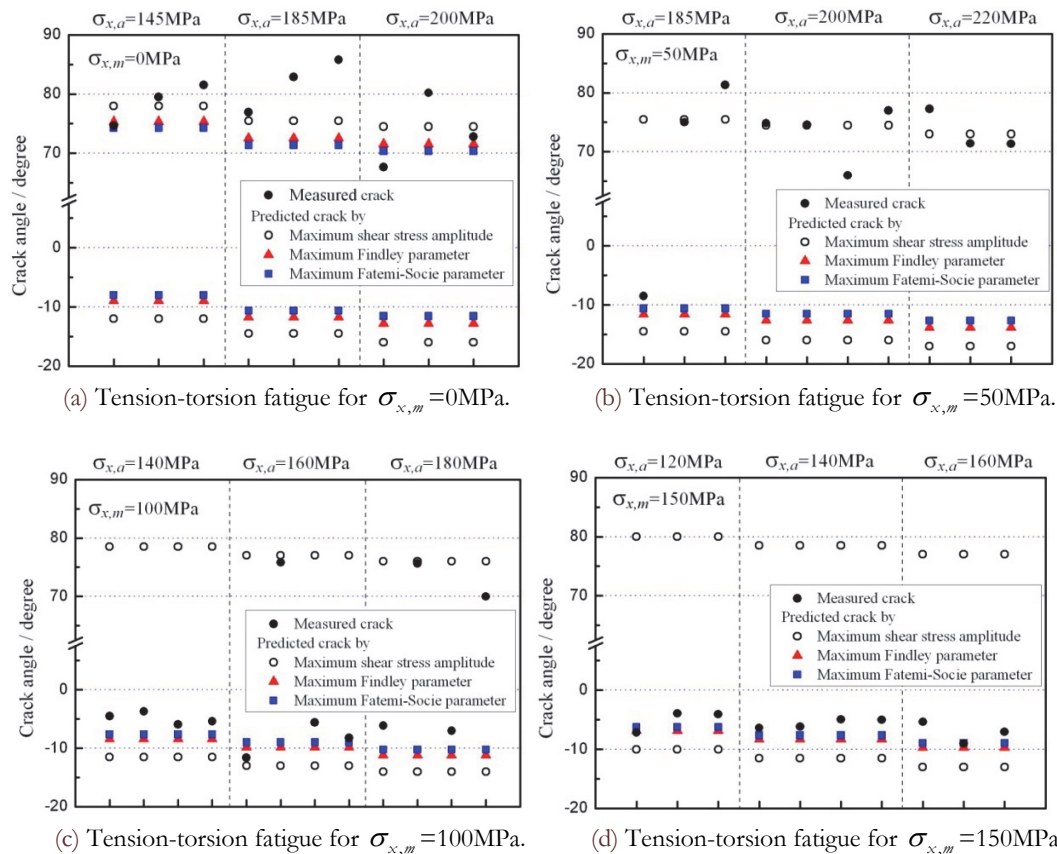 σx,a=145MPa σx,a=185MPa σx,a=200MPa
90
σx,m=0MPa
80
70
Crack angle / degree
Measured crack
Predicted crack by
Maximum shear stress amplitude
Maximum Findley parameter
Maximum Fatemi-Socie parameter
0
-10
-20
(a) Tension-torsion fatigue for σx,m =0MPa.
σx,a=185MPa σx,a=200MPa σx,a=220MPa
90
σx,m=50MPa
80
70
Crack angle / degree
Measured crack
Predicted crack by
Maximum shear stress amplitude
Maximum Findley parameter
Maximum Fatemi-Socie parameter
0
-10
-20
(b) Tension-torsion fatigue for σx,m =50MPa.
σx,a=140MPa σx,a=160MPa σx,a=180MPa
90
σx,m=100MPa
80
70
Crack angle / degree
Measured crack
Predicted crack by
Maximum shear stress amplitude
Maximum Findley parameter
Maximum Fatemi-Socie parameter
0
-10
-20
(c) Tension-torsion fatigue for σx,m =100MPa.
σx,a=120MPa σx,a=140MPa σx,a=160MPa
90
σx,m=150MPa
80
70
Crack angle / degree
Measured crack
Predicted crack by
Maximum shear stress amplitude
Maximum Findley parameter
Maximum Fatemi-Socie parameter
0
-10
-20
(d) Tension-torsion fatigue for σx,m =150MPa